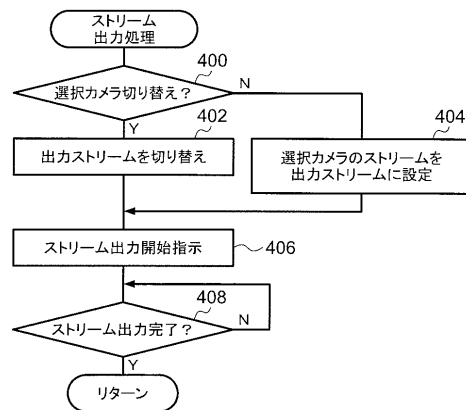 ストリーム
出力処理
400
選択カメラ切り替え？
N
Y
402
404
出力ストリームを切り替え
選択カメラのストリームを
出力ストリームに設定
ストリーム出力開始指示
406
408
ストリーム出力完了？
N
Y
リターン